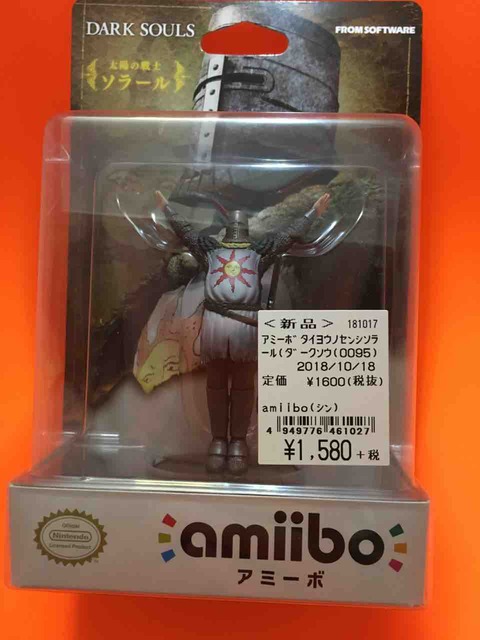 DARK SOULS
FROMSOFTWARE
太陽の戦士
ソラール
＜新品＞ 181017
アミーボ タイヨウノセンシソラ
ール(ダークソウ(0095)
2018/10/18
定価 ¥1600(税抜)
amiibo(シン)
4 949776 461027
¥1,580+税
Official
Nintendo
Licensed Product
amiibo
アミーボ